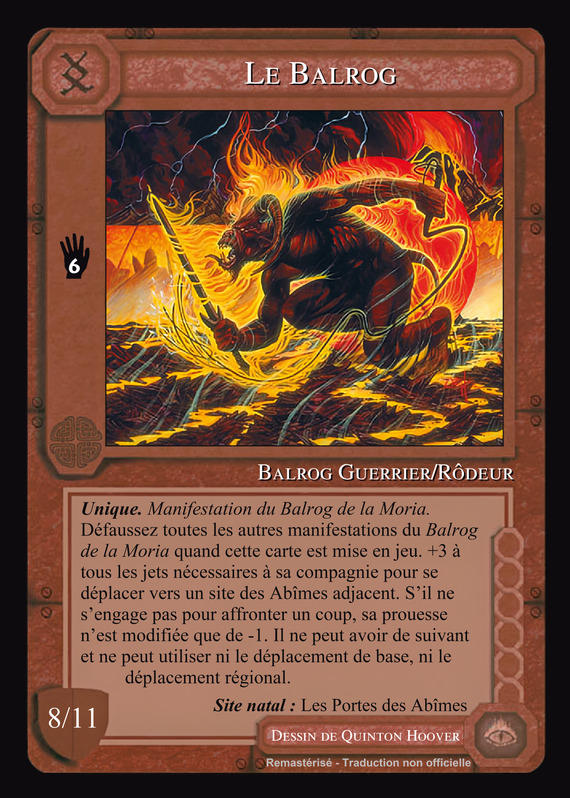 Le Balrog
6
Balrog Guerrier/Rôdeur
Unique. Manifestation du Balrog de la Moria.
Défaussez toutes les autres manifestations du Balrog
de la Moria quand cette carte est mise en jeu. +3 à
tous les jets nécessaires à sa compagnie pour se
déplacer vers un site des Abîmes adjacent. S’il ne
s’engage pas pour affronter un coup, sa prouesse
n’est modifiée que de -1. Il ne peut avoir de suivant
et ne peut utiliser ni le déplacement de base, ni le
déplacement régional.
Site natal : Les Portes des Abîmes
8/11
Dessin de Quinton Hoover
Remastérisé - Traduction non officielle